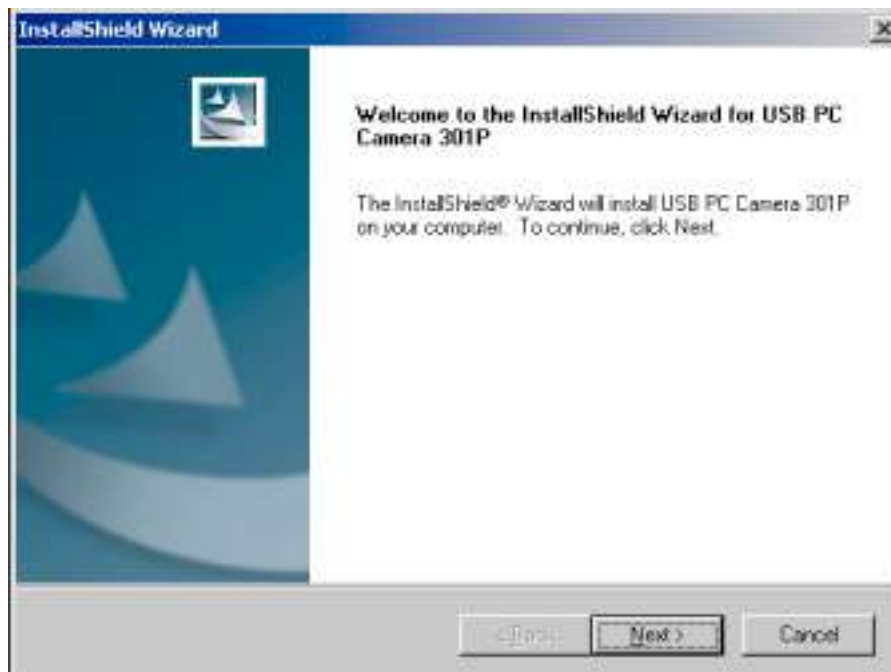 InstallShield Wizard
Welcome to the InstallShield Wizard for USB PC
Camera 301P
The InstallShield® Wizard will install USB PC Camera 301P
on your computer. To continue, click Next.
< Back
Next >
Cancel